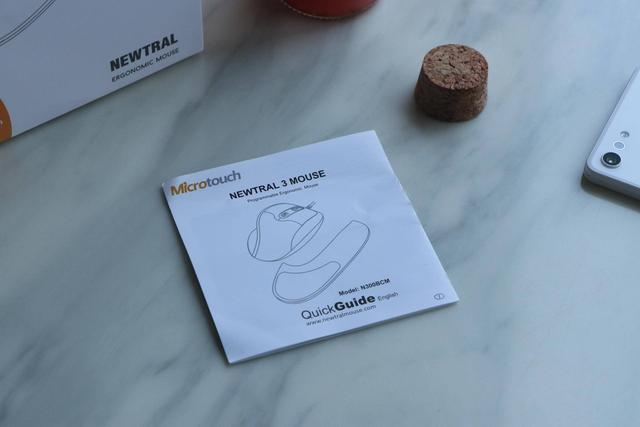 NEWTRAL
ERGONOMIC MOUSE
Microtouch
NEWTRAL 3 MOUSE
Programmable Ergonomic Mouse
Model: N300BCM
QuickGuide English
www.newtralmouse.com